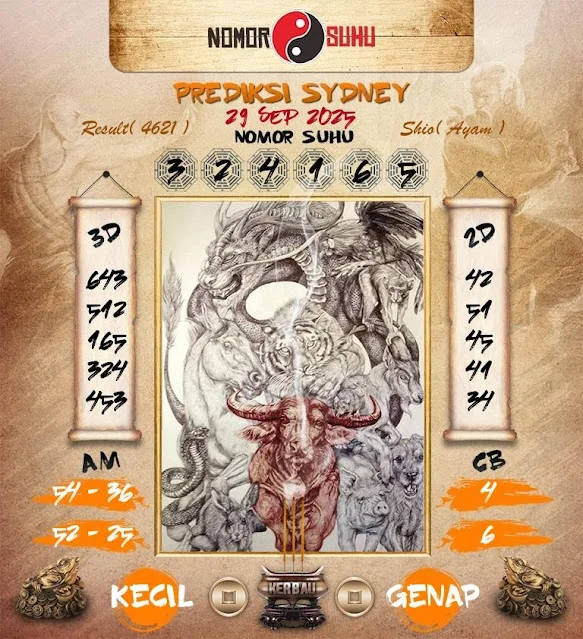 NOMOR SUHU
PREDIKSI SYDNEY
29 SEP 2025
Result( 4621 )
NOMOR SUHU
Shio( Ayam )
3 2 4 1 6 5
3D
643
512
165
324
453
2D
42
51
45
41
34
AM
54 - 36
52 - 25
CB
4
6
KECIL
KERBAU
GENAP